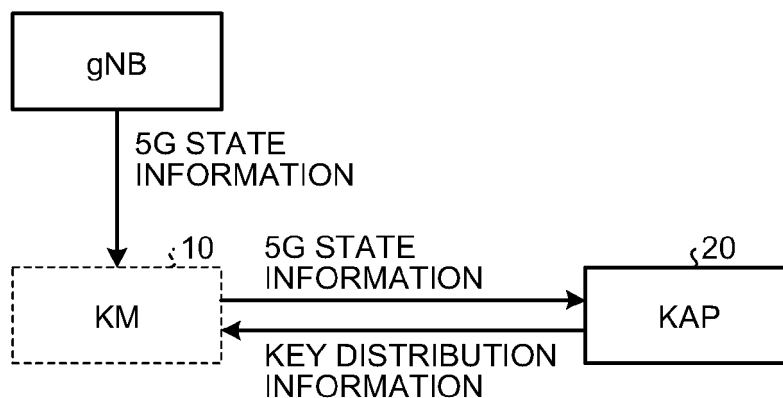 gNB
5G STATE
INFORMATION
10
5G STATE
INFORMATION
20
KM
KAP
KEY DISTRIBUTION
INFORMATION